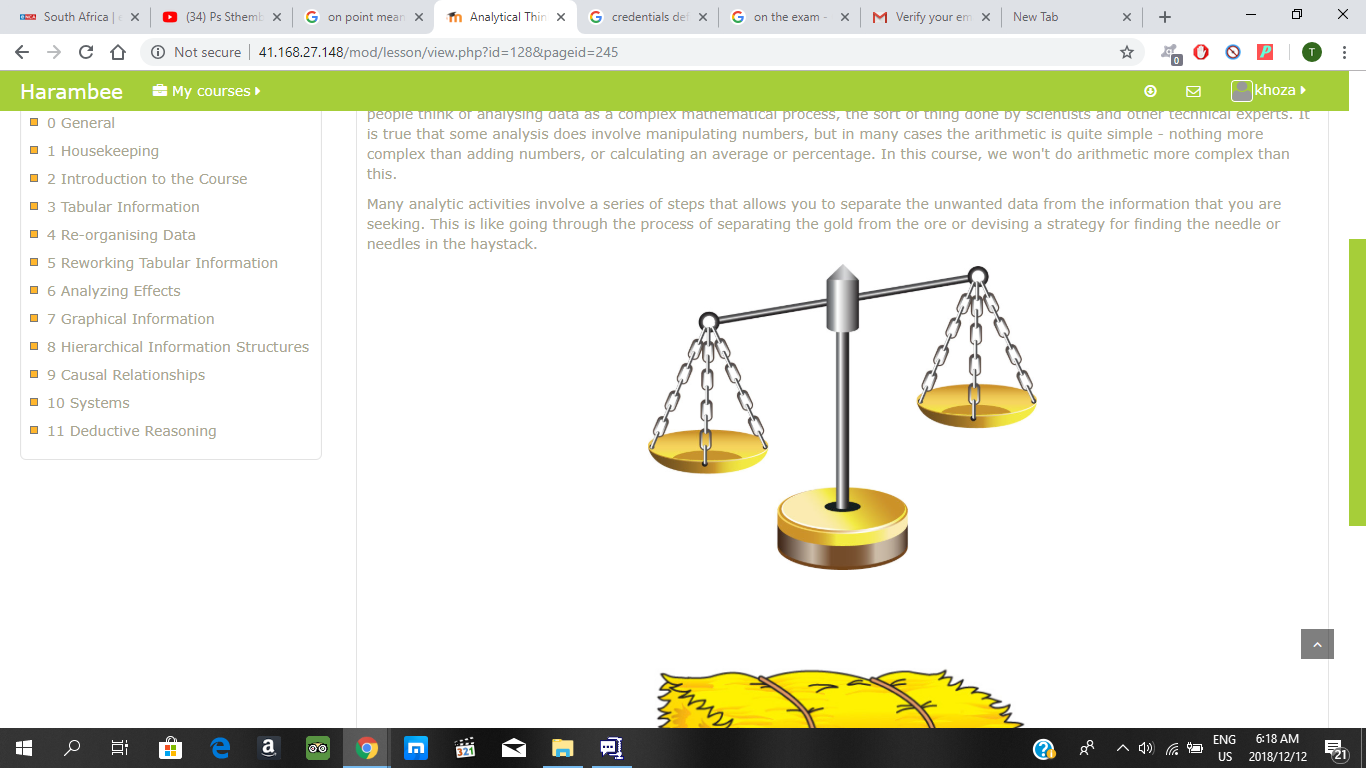 South Africa |
(34) Ps Sthemb
on point mean
Analytical Thin
credentials def
on the exam -
Verify your em
New Tab
Not secure
41.168.27.148/mod/lesson/view.php?id=128&pageid=245
0
T
Harambee
My courses
khoza
0 General
1 Housekeeping
2 Introduction to the Course
3 Tabular Information
4 Re-organising Data
5 Reworking Tabular Information
6 Analyzing Effects
7 Graphical Information
8 Hierarchical Information Structures
9 Causal Relationships
10 Systems
11 Deductive Reasoning
people think of analysing data as a complex mathematical process, the sort of thing done by scientists and other technical experts. It
is true that some analysis does involve manipulating numbers, but in many cases the arithmetic is quite simple - nothing more
complex than adding numbers, or calculating an average or percentage. In this course, we won't do arithmetic more complex than
this.
Many analytic activities involve a series of steps that allows you to separate the unwanted data from the information that you are
seeking. This is like going through the process of separating the gold from the ore or devising a strategy for finding the needle or
needles in the haystack.
321
ENG
US
6:18 AM
2018/12/12
21